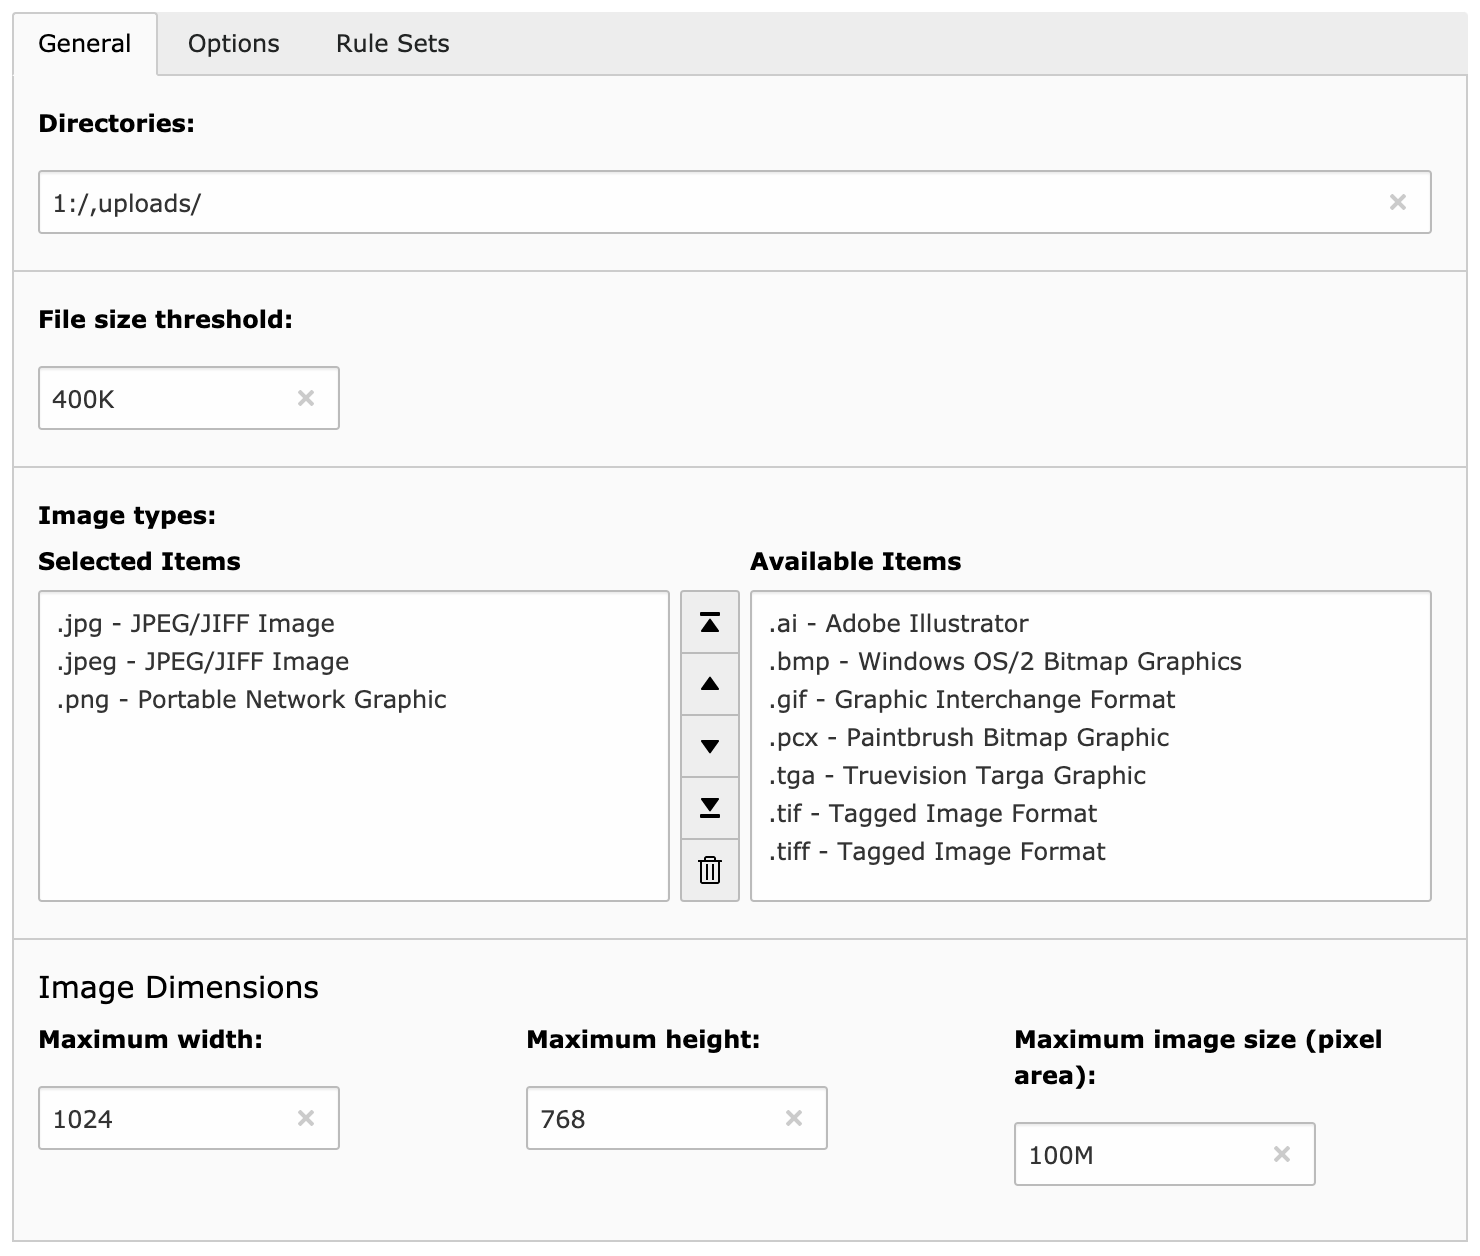 General
Options
Rule Sets
Directories:
1:/,uploads/
File size threshold:
400K
Image types:
Selected Items
Available Items
.jpg - JPEG/JIFF Image
.jpeg - JPEG/JIFF Image
.png - Portable Network Graphic
.ai - Adobe Illustrator
.bmp - Windows OS/2 Bitmap Graphics
.gif - Graphic Interchange Format
.pcx - Paintbrush Bitmap Graphic
.tga - Truevision Targa Graphic
.tif - Tagged Image Format
.tiff - Tagged Image Format
Image Dimensions
Maximum width:
1024
Maximum height:
768
Maximum image size (pixel
area):
100M